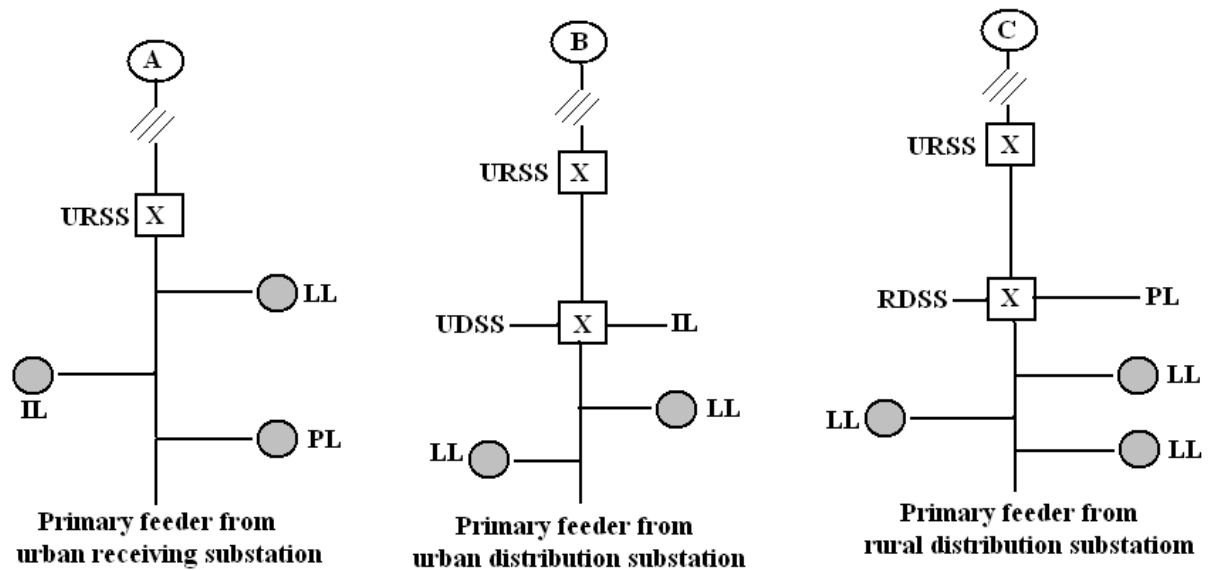 A
URSS X
LL
IL
PL
Primary feeder from
urban receiving substation
B
URSS X
UDSS X IL
LL
LL
Primary feeder from
urban distribution substation
C
URSS X
RDSS X PL
LL
LL
LL
Primary feeder from
rural distribution substatiom